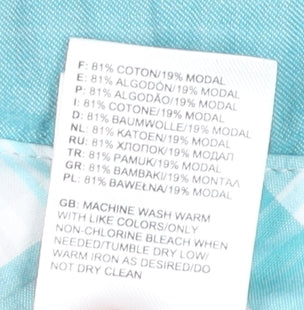 F: 81% COTON/19% MODAL
E: 81% ALGODÓN/19% MODAL
P: 81% ALGODÃO/19% MODAL
I: 81% COTONE/19% MODAL
D: 81% BAUMWOLLE/19% MODAL
NL: 81% KATOEN/19% MODAL
RU: 81% ХЛОПОК/19% МОДАЛ
TR: 81% PAMUK/19% MODAL
GR: 81% BAMBAKI/19% ΜΟΝΤΑΛ
PL: 81% BAWEŁNA/19% MODAL
GB: MACHINE WASH WARM
WITH LIKE COLORS/ONLY
NON-CHLORINE BLEACH WHEN
NEEDED/TUMBLE DRY LOW/
WARM IRON AS DESIRED/DO
NOT DRY CLEAN